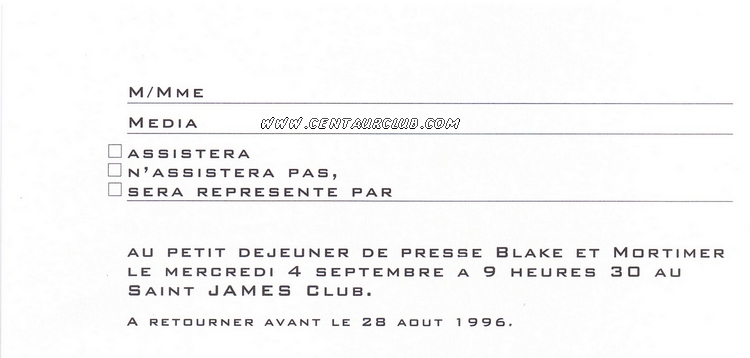 M/MME
MEDIA WWW.CENTAURCLUB.COM
ASSISTERA
N'ASSISTERA PAS,
SERA REPRESENTE PAR
AU PETIT DEJEUNER DE PRESSE BLAKE ET MORTIMER
LE MERCREDI 4 SEPTEMBRE A 9 HEURES 30 AU
SAINT JAMES CLUB.
A RETOURNER AVANT LE 28 AOUT 1996.